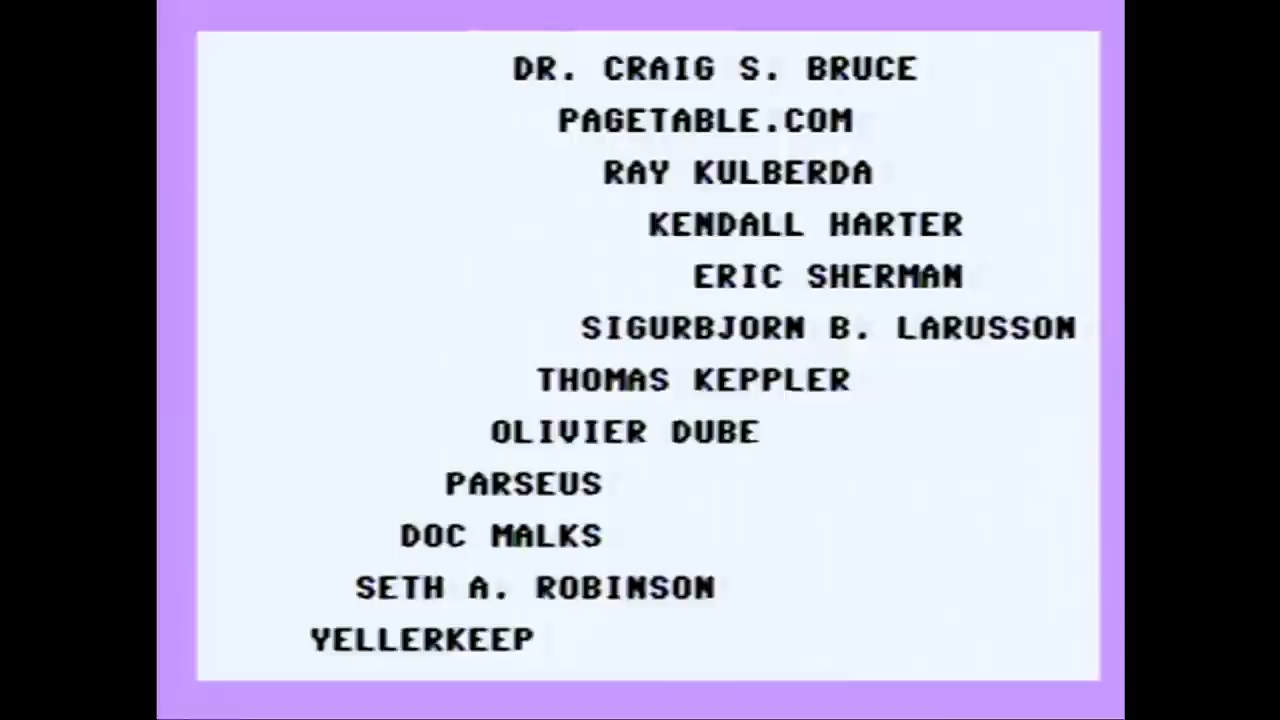 DR. CRAIG S. BRUCE
PAGETABLE.COM
RAY KULBERDA
KENDALL HARTER
ERIC SHERMAN
SIGURBJORN B. LARUSSON
THOMAS KEPPLER
OLIVIER DUBE
PARSEUS
DOC MALKS
SETH A. ROBINSON
YELLERKEEP